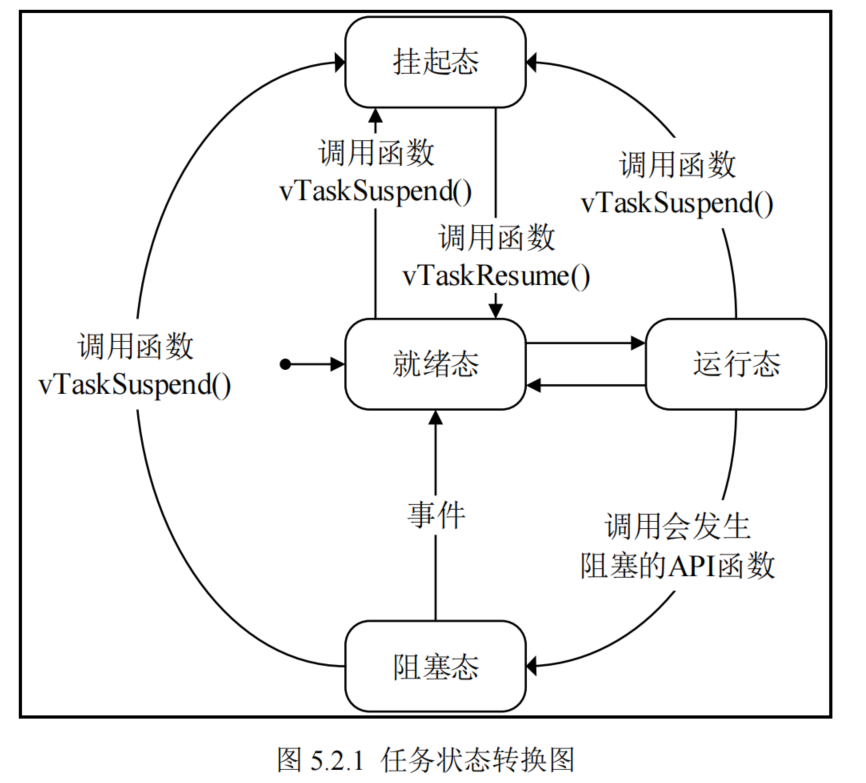 挂起态
调用函数
vTaskSuspend()
调用函数
vTaskSuspend()
调用函数
vTaskResume()
调用函数
vTaskSuspend()
就绪态
运行态
事件
调用会发生
阻塞的API函数
阻塞态
图 5.2.1 任务状态转换图